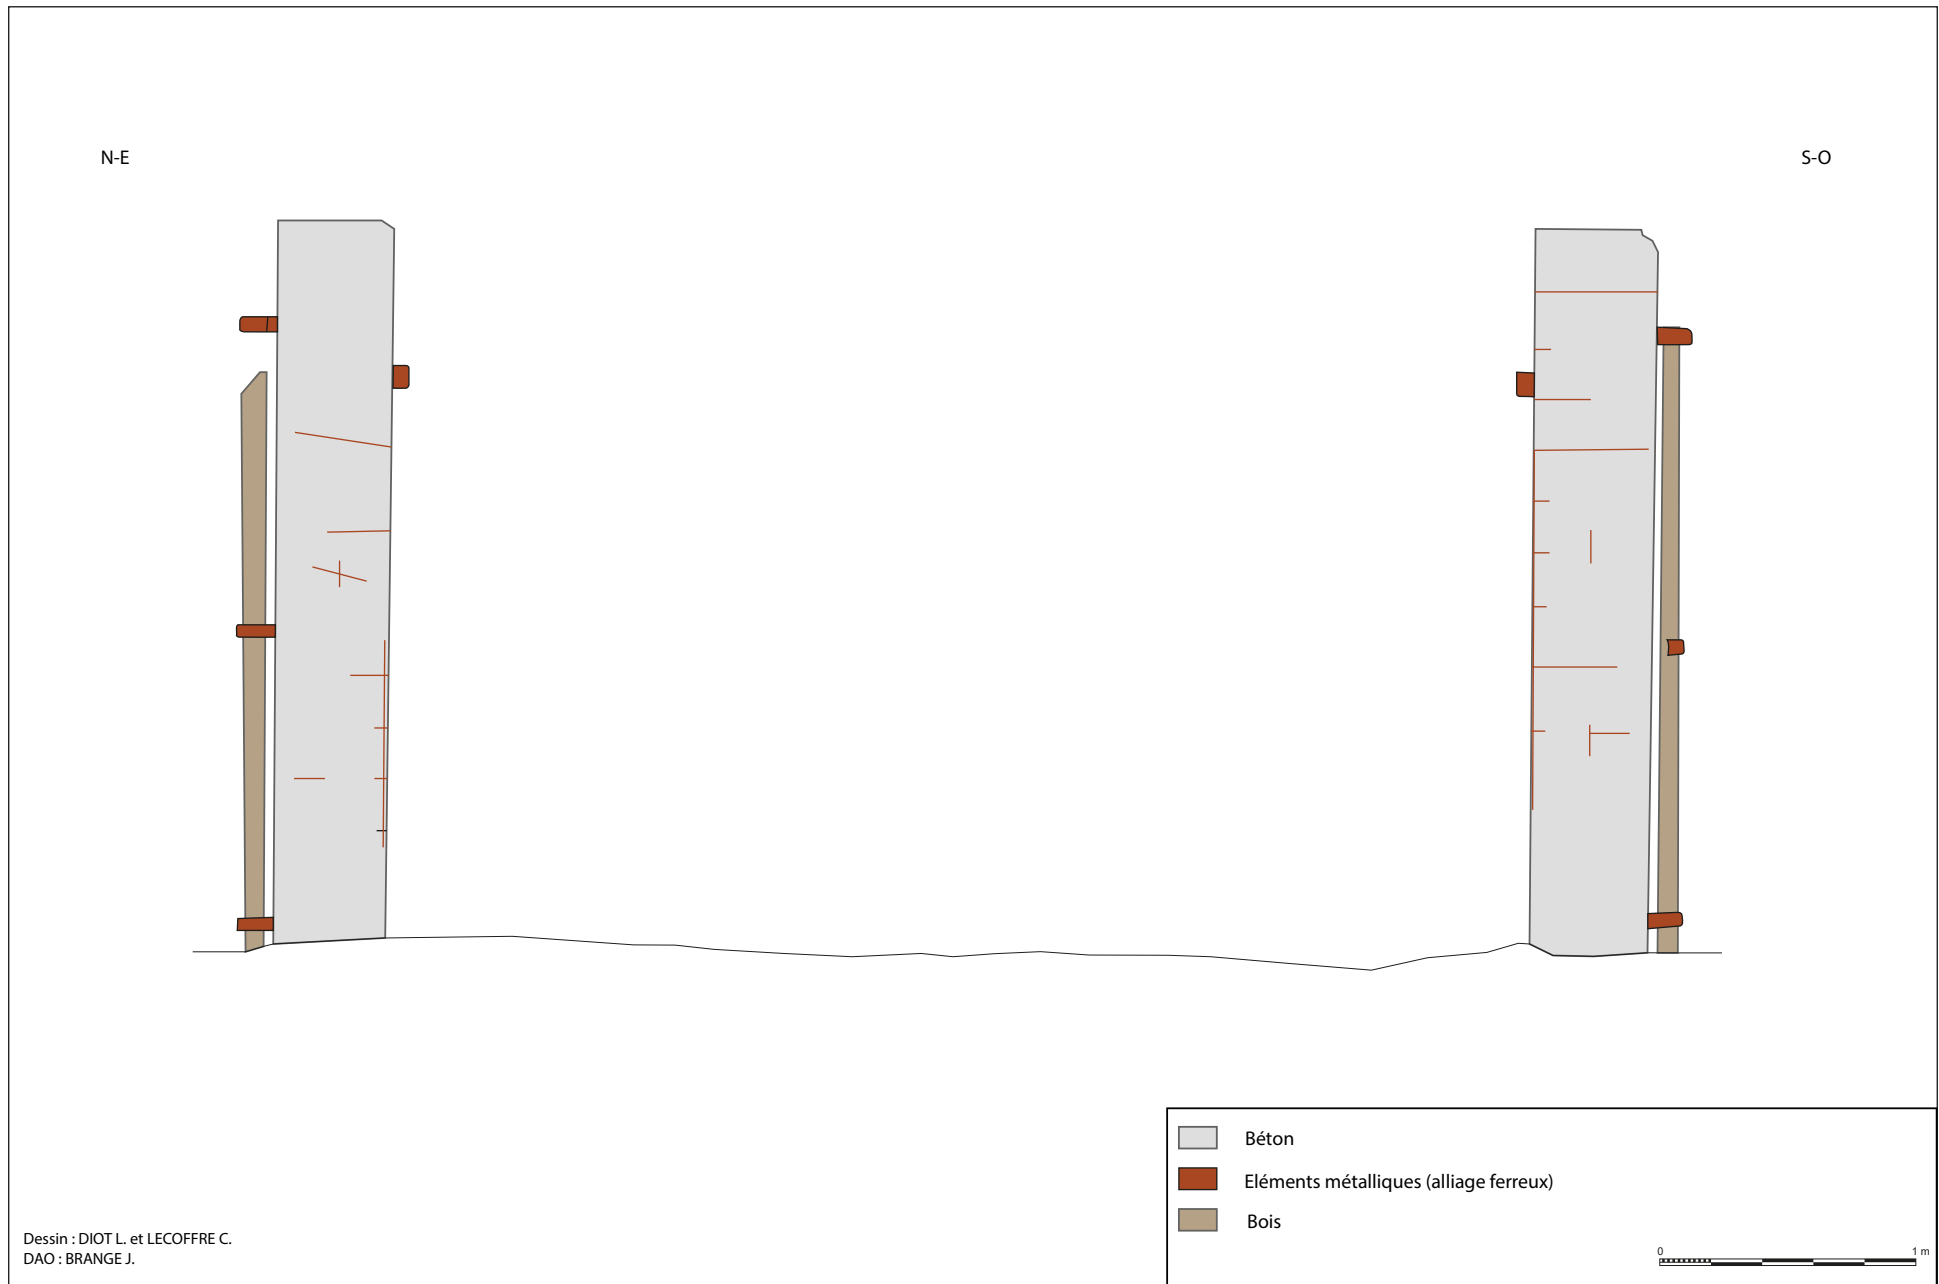 N-E
S-O
Béton
Eléments métalliques (alliage ferreux)
Bois
Dessin : DIOT L. et LECOFFRE C.
DAO : BRANGE J.
0
1 m